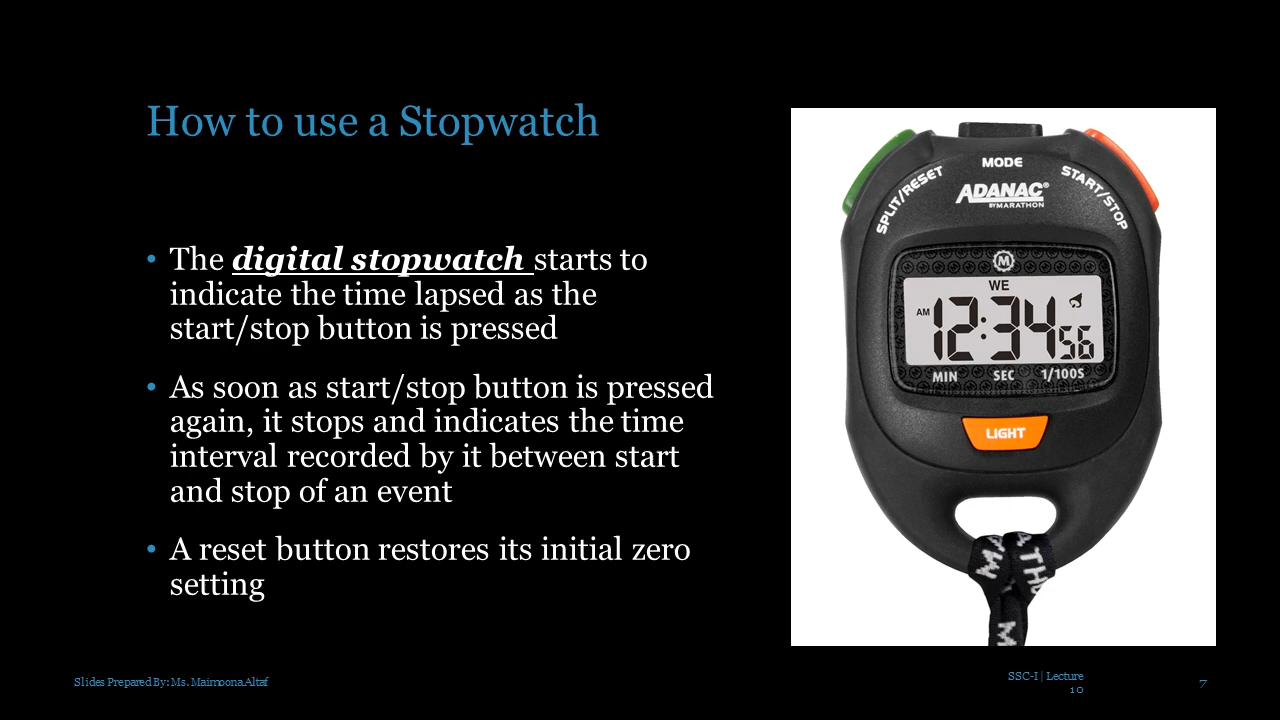 How to use a Stopwatch
• The digital stopwatch starts to
indicate the time lapsed as the
start/stop button is pressed
• As soon as start/stop button is pressed
again, it stops and indicates the time
interval recorded by it between start
and stop of an event
• A reset button restores its initial zero
setting
MODE
SPLIT/RESET
START/STOP
ADANAC®
BY MARATHON
M
WE
AM 12:34 56
MIN SEC 1/100S
LIGHT
Slides Prepared By: Ms. Maimoona Altaf
SSC-I | Lecture
10
7